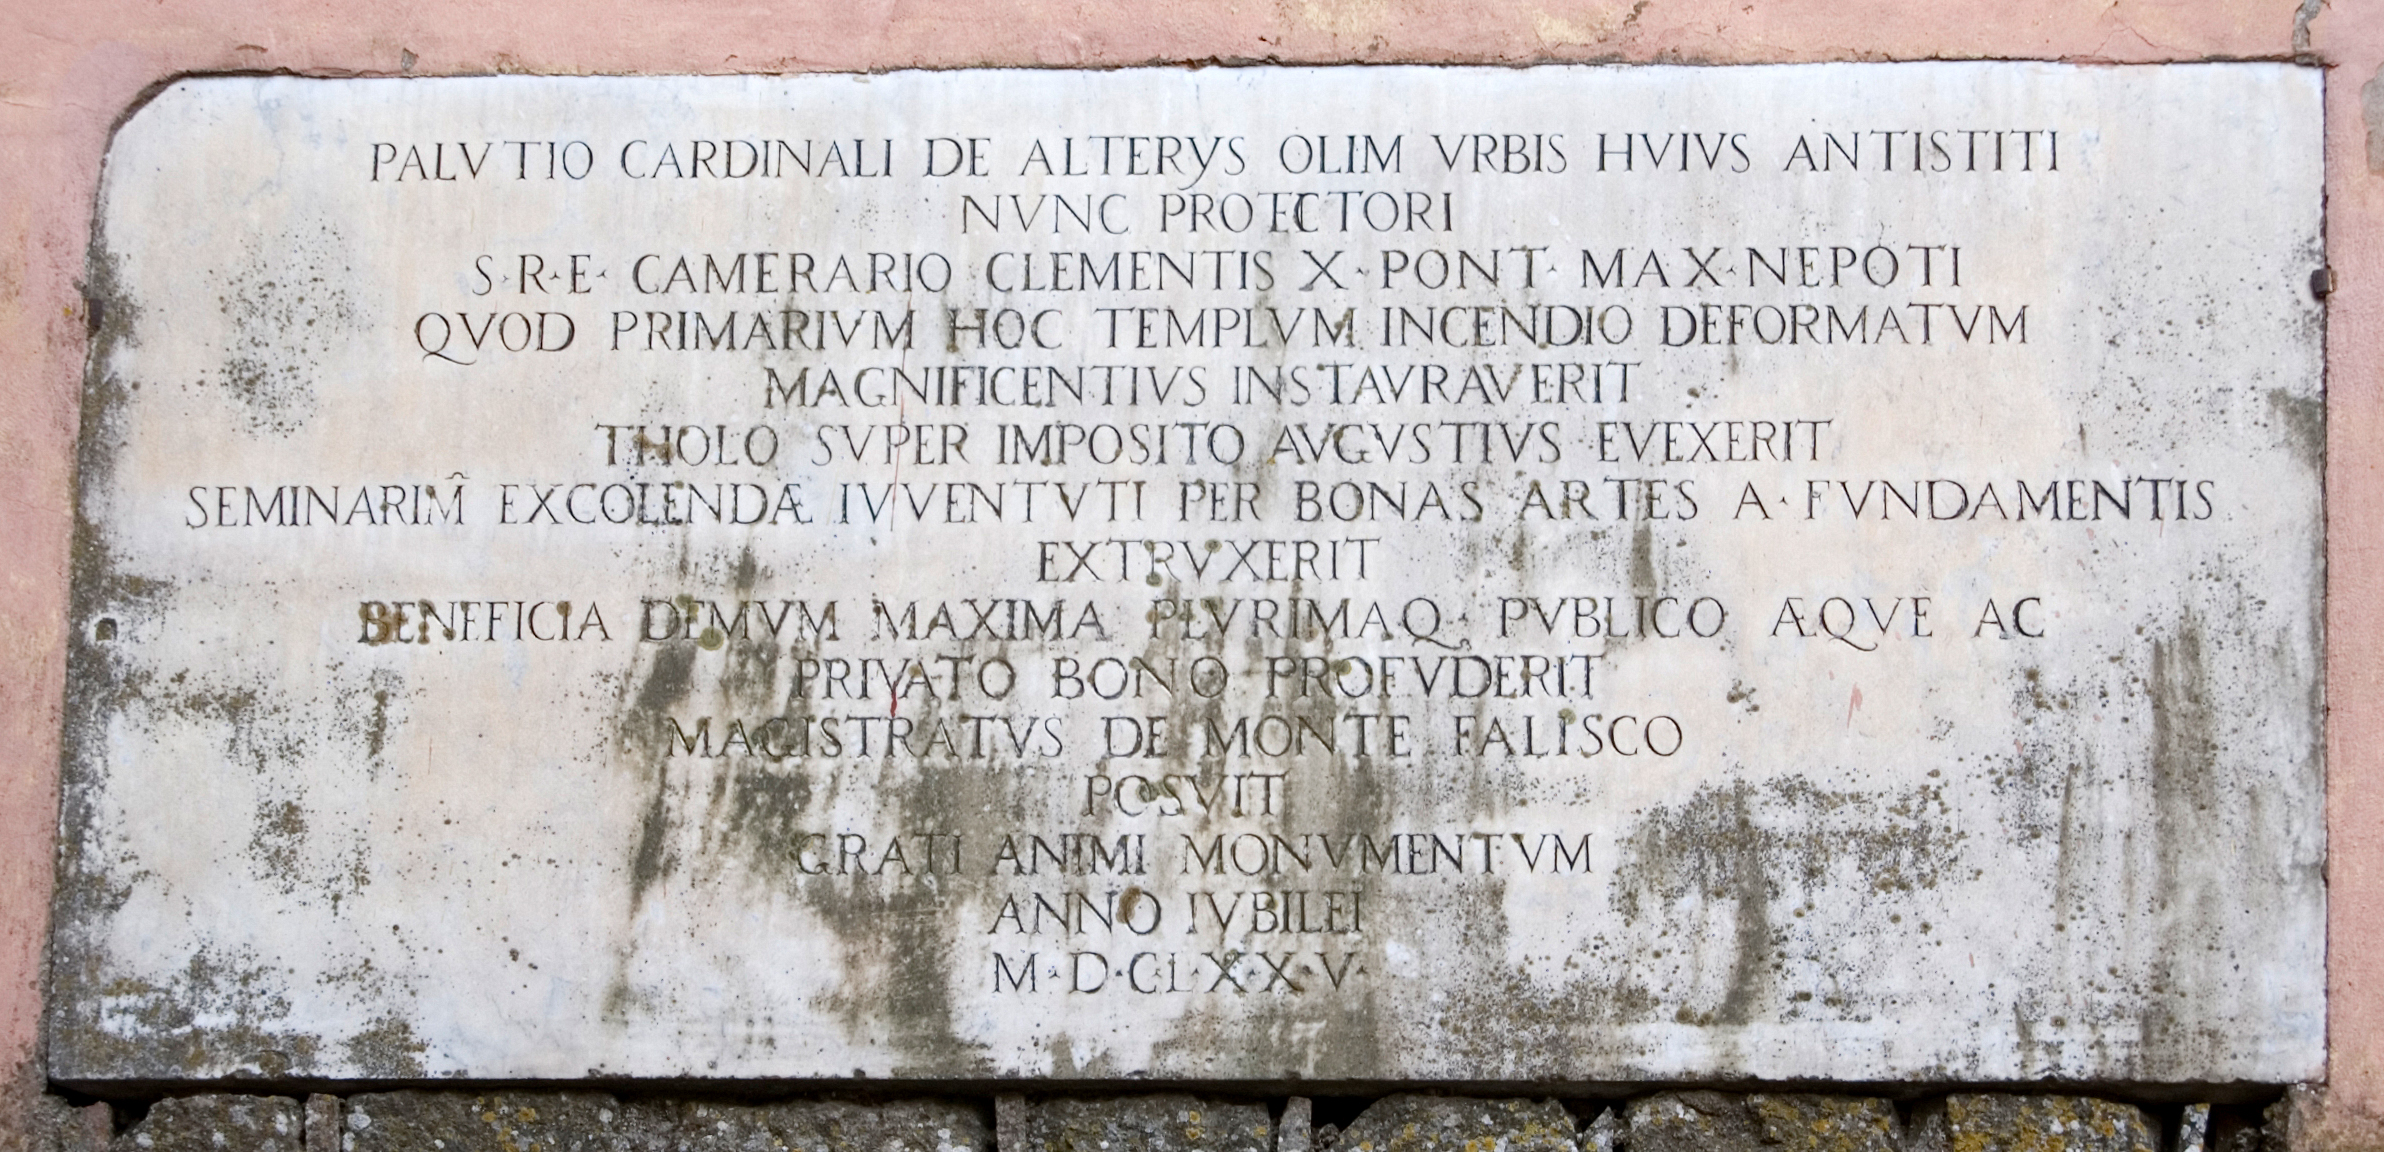 PALVTIO CARDINALI DE ALTERYS OLIM VRBIS HVIVS ANTISTITI
NVNC PROTECTORI
S·R·E· CAMERARIO CLEMENTIS X·PONT· MAX·NEPOTI
QVOD PRIMARIVM HOC TEMPLVM INCENDIO DEFORMATVM
MAGNIFICENTIVS INSTAVRAVERIT
THOLO SVPER IMPOSITO AVGVSTIVS EVEXERIT
SEMINARIM̂ EXCOLENDÆ IVVENTVTI PER BONAS ARTES A·FVNDAMENTIS
EXTRVXERIT
BENEFICIA DEMVM MAXIMA PLVRIMAQ· PVBLICO ÆQVE AC
PRIVATO BONO PROFVDERIT
MAGISTRATVS DE MONTE FALISCO
POSVIT
GRATI ANIMI MONVMENTVM
ANNO IVBILEI
M·D·CLX·X·V·